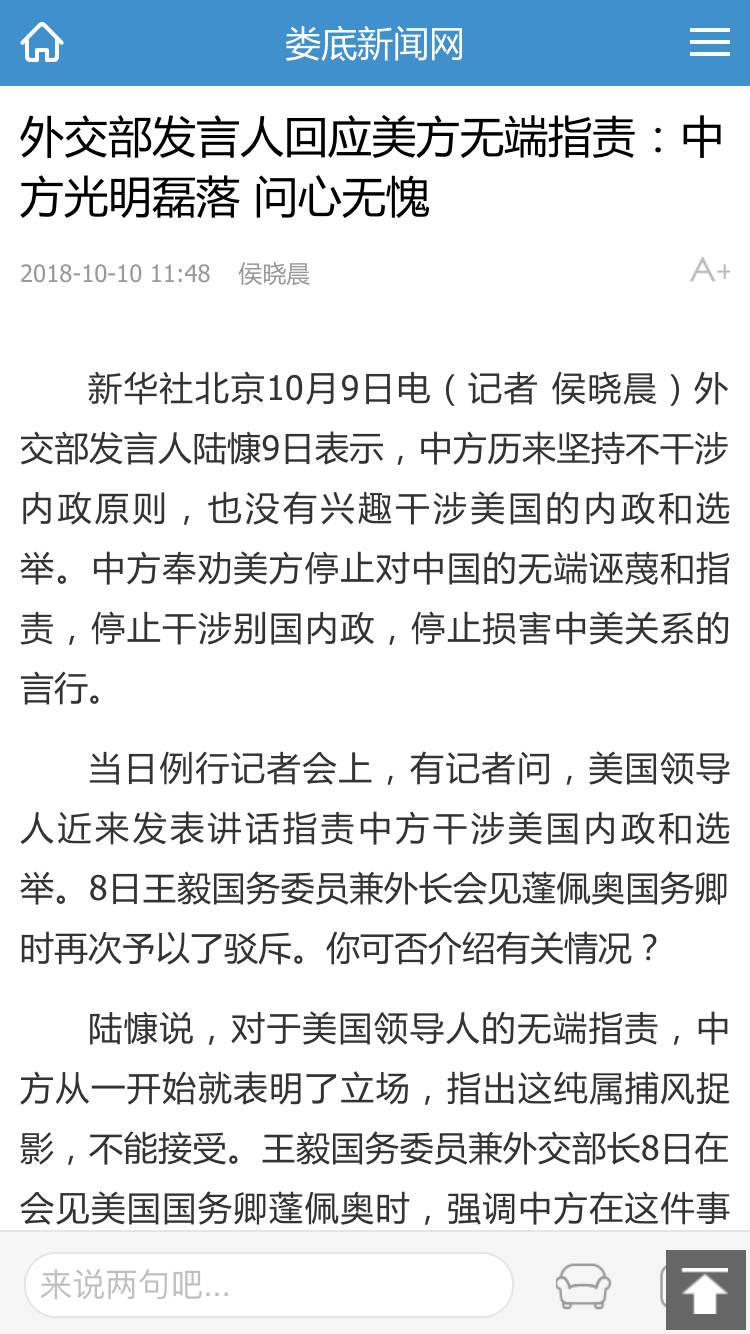 娄底新闻网
外交部发言人回应美方无端指责：中
方光明磊落 问心无愧
2018-10-10 11:48 侯晓晨
A+
新华社北京10月9日电（记者 侯晓晨）外
交部发言人陆慷9日表示，中方历来坚持不干涉
内政原则，也没有兴趣干涉美国的内政和选
举。中方奉劝美方停止对中国的无端诬蔑和指
责，停止干涉别国内政，停止损害中美关系的
言行。
当日例行记者会上，有记者问，美国领导
人近来发表讲话指责中方干涉美国内政和选
举。8日王毅国务委员兼外长会见蓬佩奥国务卿
时再次予以了驳斥。你可否介绍有关情况？
陆慷说，对于美国领导人的无端指责，中
方从一开始就表明了立场，指出这纯属捕风捉
影，不能接受。王毅国务委员兼外交部长8日在
会见美国国务卿蓬佩奥时，强调中方在这件事
来说两句吧...